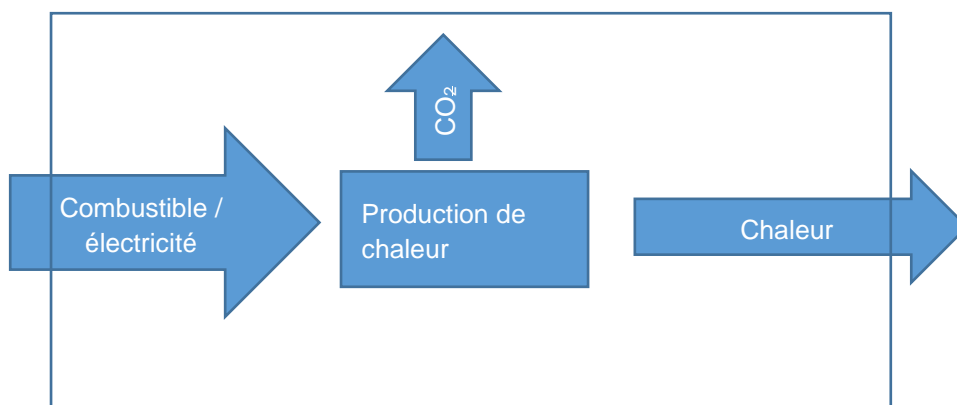 CO₂
Combustible /
électricité
Production de
chaleur
Chaleur